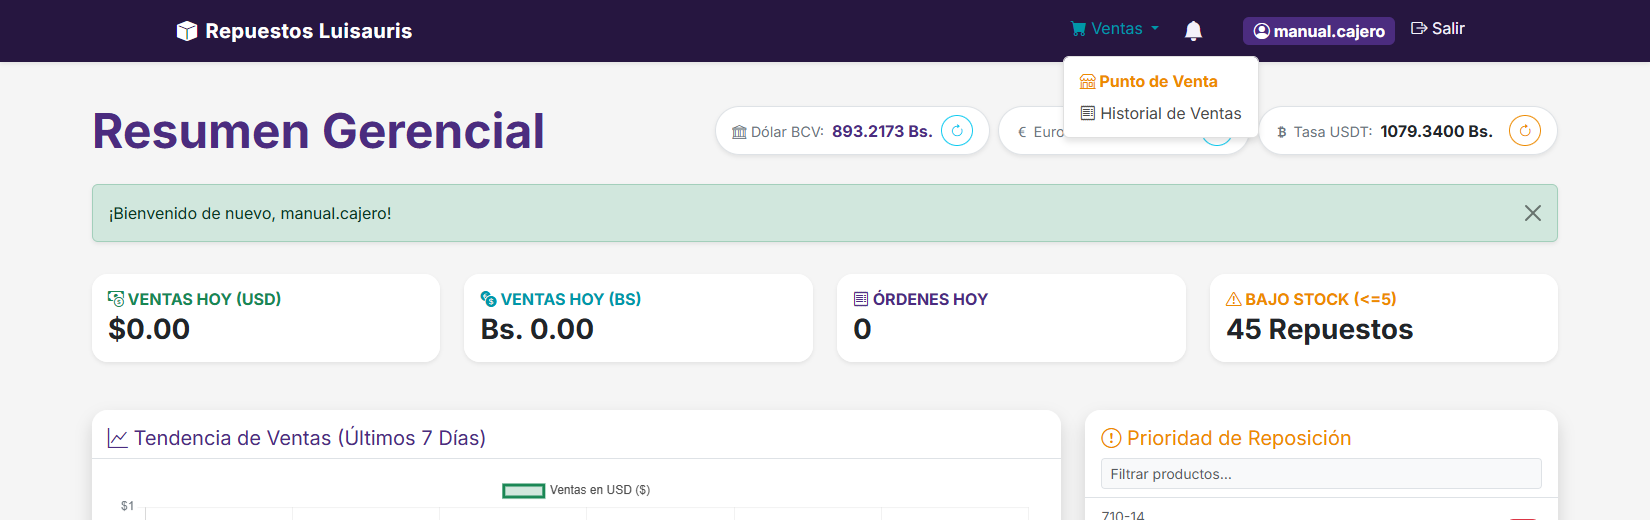 Repuestos Luisauris
Ventas
manual.cajero
Salir
Punto de Venta
Historial de Ventas
Resumen Gerencial
Dólar BCV: 893.2173 Bs.
Euro
Tasa USDT: 1079.3400 Bs.
¡Bienvenido de nuevo, manual.cajero!
VENTAS HOY (USD)
$0.00
VENTAS HOY (BS)
Bs. 0.00
ÓRDENES HOY
0
BAJO STOCK (<=5)
45 Repuestos
Tendencia de Ventas (Últimos 7 Días)
Ventas en USD ($)
$1
Prioridad de Reposición
Filtrar productos...
710-14